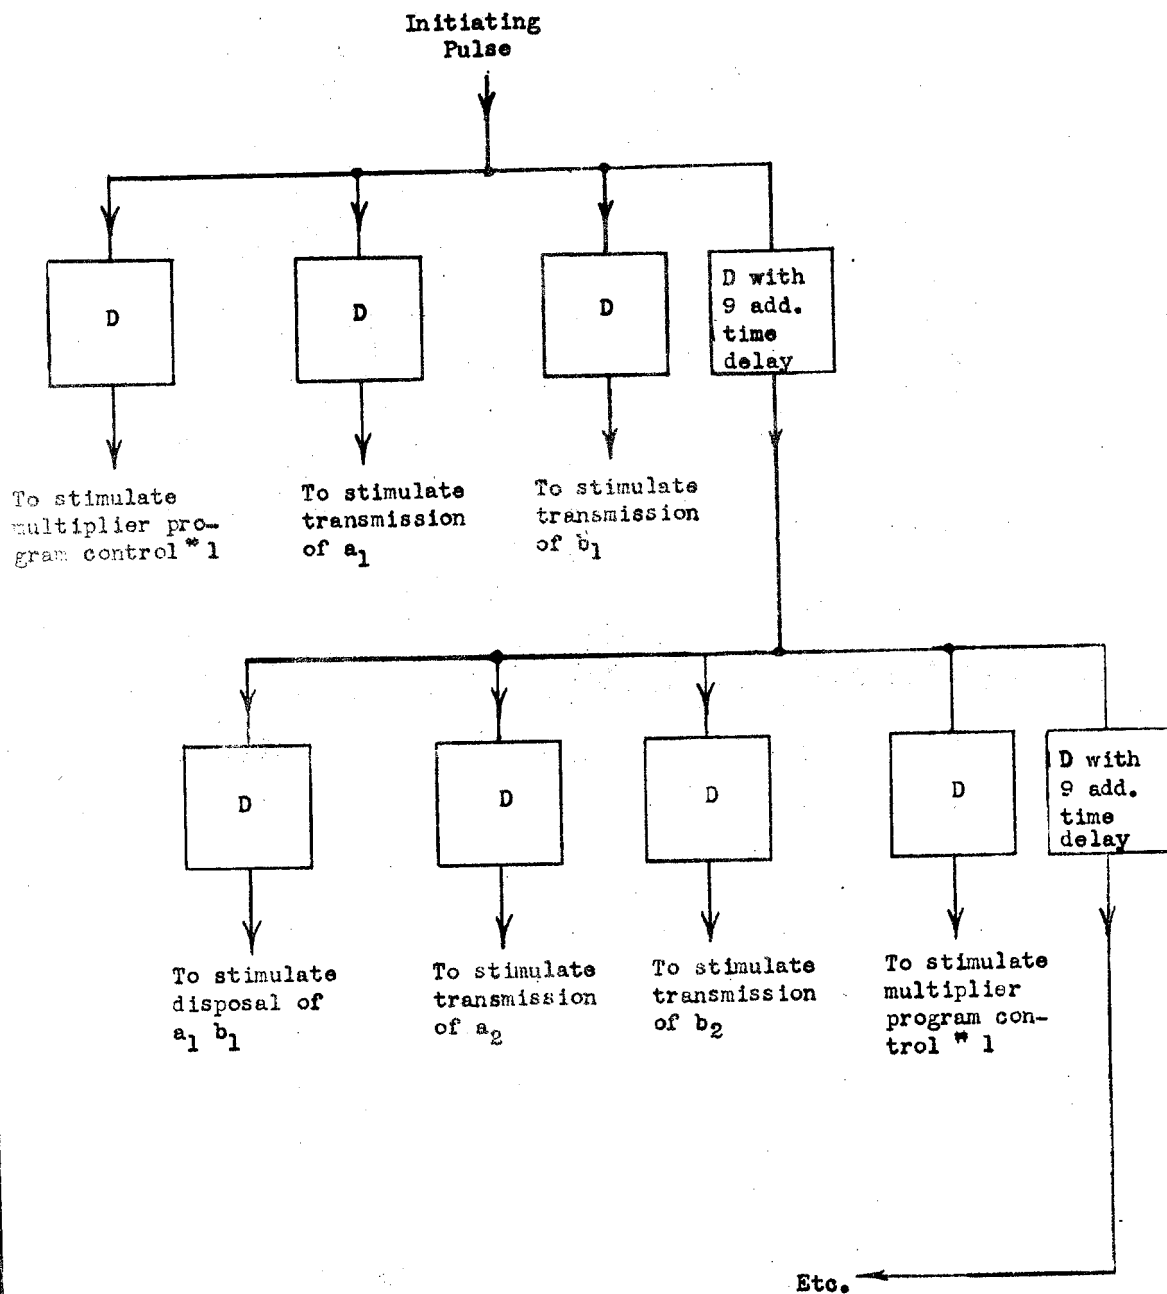 Initiating
Pulse
D
D
D
D with
9 add.
time
delay
To stimulate
multiplier pro-
gram control # 1
To stimulate
transmission
of a1
To stimulate
transmission
of b1
D
D
D
D
D with
9 add.
time
delay
To stimulate
disposal of
a1 b1
To stimulate
transmission
of a2
To stimulate
transmission
of b2
To stimulate
multiplier
program con-
trol # 1
Etc.